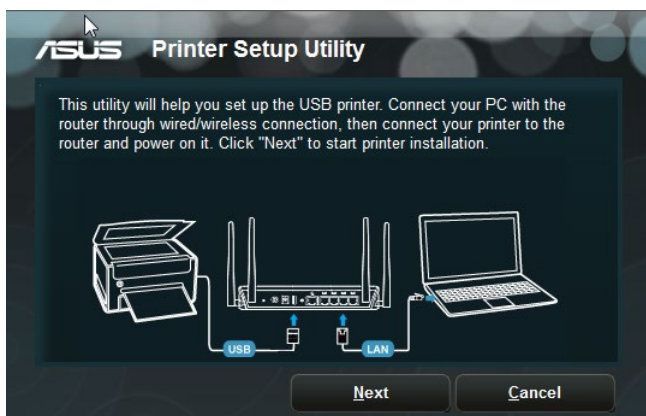 ASUS Printer Setup Utility
This utility will help you set up the USB printer. Connect your PC with the
router through wired/wireless connection, then connect your printer to the
router and power on it. Click "Next" to start printer installation.
USB
LAN
Next
Cancel